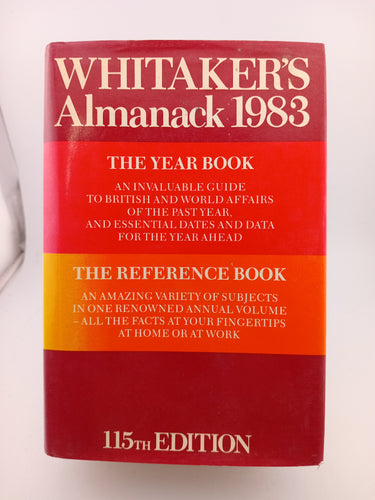 WHITAKER'S
Almanack 1983
THE YEAR BOOK
AN INVALUABLE GUIDE
TO BRITISH AND WORLD AFFAIRS
OF THE PAST YEAR,
AND ESSENTIAL DATES AND DATA
FOR THE YEAR AHEAD
THE REFERENCE BOOK
AN AMAZING VARIETY OF SUBJECTS
IN ONE RENOWNED ANNUAL VOLUME
– ALL THE FACTS AT YOUR FINGERTIPS
AT HOME OR AT WORK
115TH EDITION